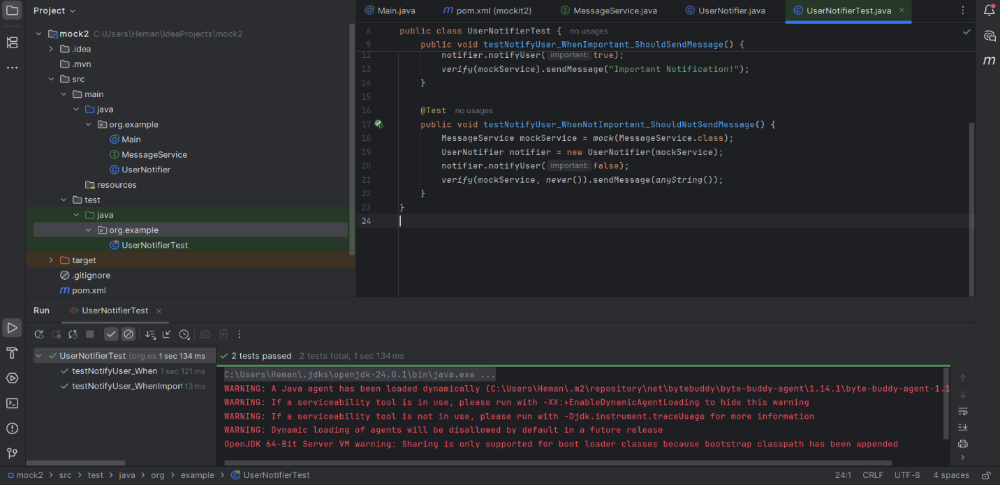 Project
Main.java
pom.xml (mockit2)
MessageService.java
UserNotifier.java
UserNotifierTest.java
mock2 C:\Users\Heman\IdeaProjects\mock2
.idea
.mvn
src
main
java
org.example
Main
MessageService
UserNotifier
resources
test
java
org.example
UserNotifierTest
target
.gitignore
pom.xml
6 public class UserNotifierTest { no usages
9 public void testNotifyUser_WhenImportant_ShouldSendMessage() {
12 notifier.notifyUser( important: true);
13 verify(mockService).sendMessage("Important Notification!");
14 }
15
16 @Test no usages
17 public void testNotifyUser_WhenNotImportant_ShouldNotSendMessage() {
18 MessageService mockService = mock(MessageService.class);
19 UserNotifier notifier = new UserNotifier(mockService);
20 notifier.notifyUser( important: false);
21 verify(mockService, never()).sendMessage(anyString());
22 }
23 }
24
Run
UserNotifierTest
UserNotifierTest (org.ex 1 sec 134 ms
testNotifyUser_When 1 sec 121 ms
testNotifyUser_WhenImport 13 ms
2 tests passed 2 tests total, 1 sec 134 ms
C:\Users\Heman\.jdks\openjdk-24.0.1\bin\java.exe ...
WARNING: A Java agent has been loaded dynamically (C:\Users\Heman\.m2\repository\net\bytebuddy\byte-buddy-agent\1.14.1\byte-buddy-agent-1.1
WARNING: If a serviceability tool is in use, please run with -XX:+EnableDynamicAgentLoading to hide this warning
WARNING: If a serviceability tool is not in use, please run with -Djdk.instrument.traceUsage for more information
WARNING: Dynamic loading of agents will be disallowed by default in a future release
OpenJDK 64-Bit Server VM warning: Sharing is only supported for boot loader classes because bootstrap classpath has been appended
mock2 > src > test > java > org > example > UserNotifierTest
24:1 CRLF UTF-8 4 spaces